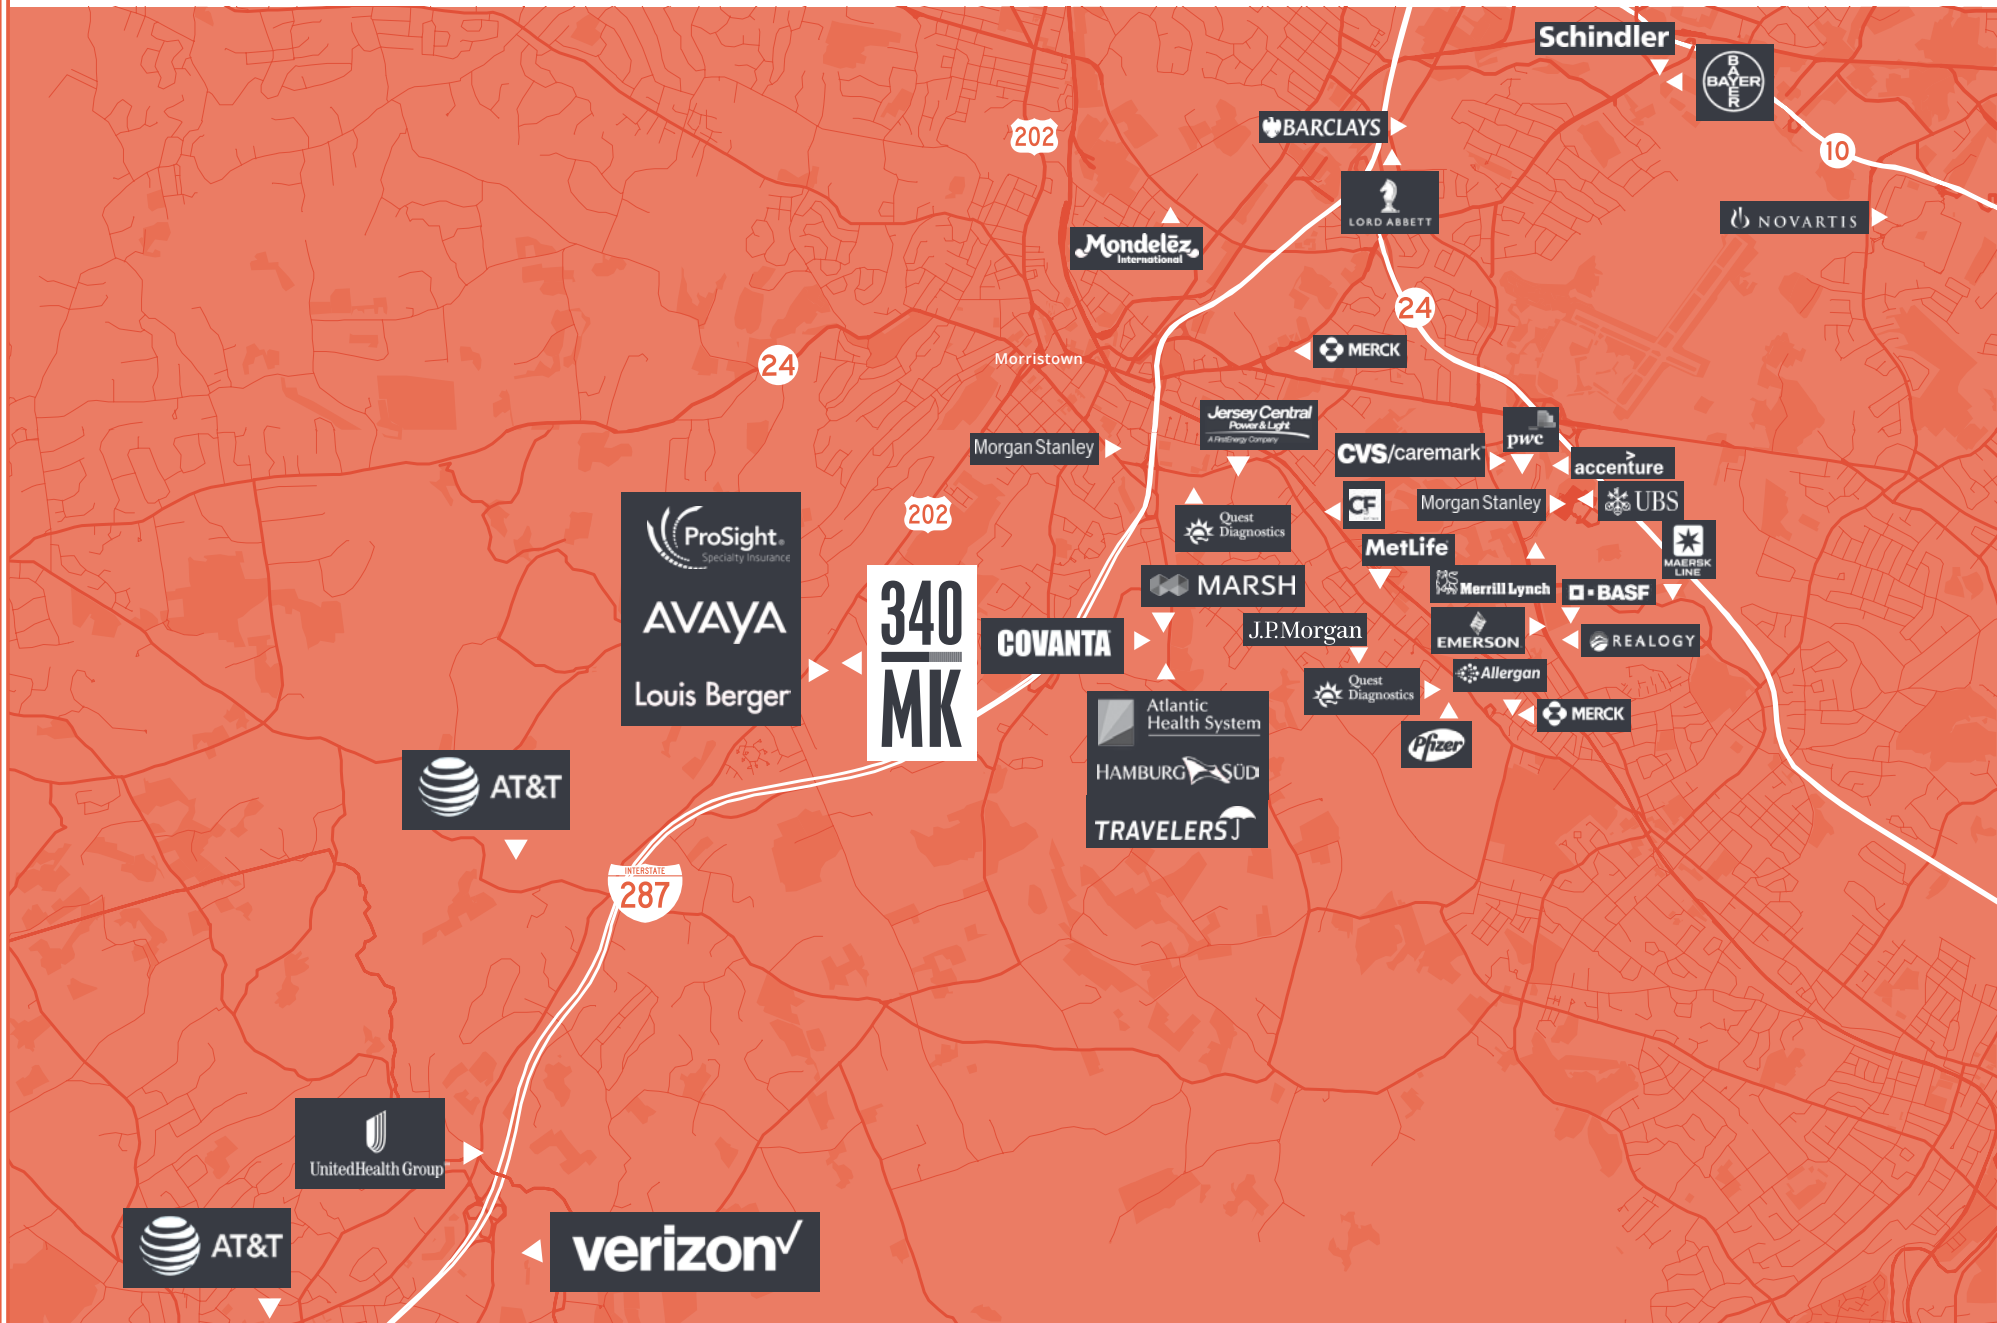 Schindler
BAYER
BAYER
BARCLAYS
202
10
LORD ABBETT
NOVARTIS
Mondelēz
International
24
MERCK
Morristown
24
Jersey Central
Power & Light
A FirstEnergy Company
pwc
Morgan Stanley
CVS/caremark
>
accenture
202
CF
Morgan Stanley
UBS
Quest
Diagnostics
MetLife
MAERSK
LINE
ProSight
Specialty Insurance
AVAYA
Louis Berger
340
MK
MARSH
Merrill Lynch
BASF
COVANTA
J.P.Morgan
EMERSON
REALOGY
Allergan
Quest
Diagnostics
MERCK
Pfizer
Atlantic
Health System
HAMBURG SÜD
TRAVELERS
AT&T
INTERSTATE
287
UnitedHealth Group
AT&T
verizon